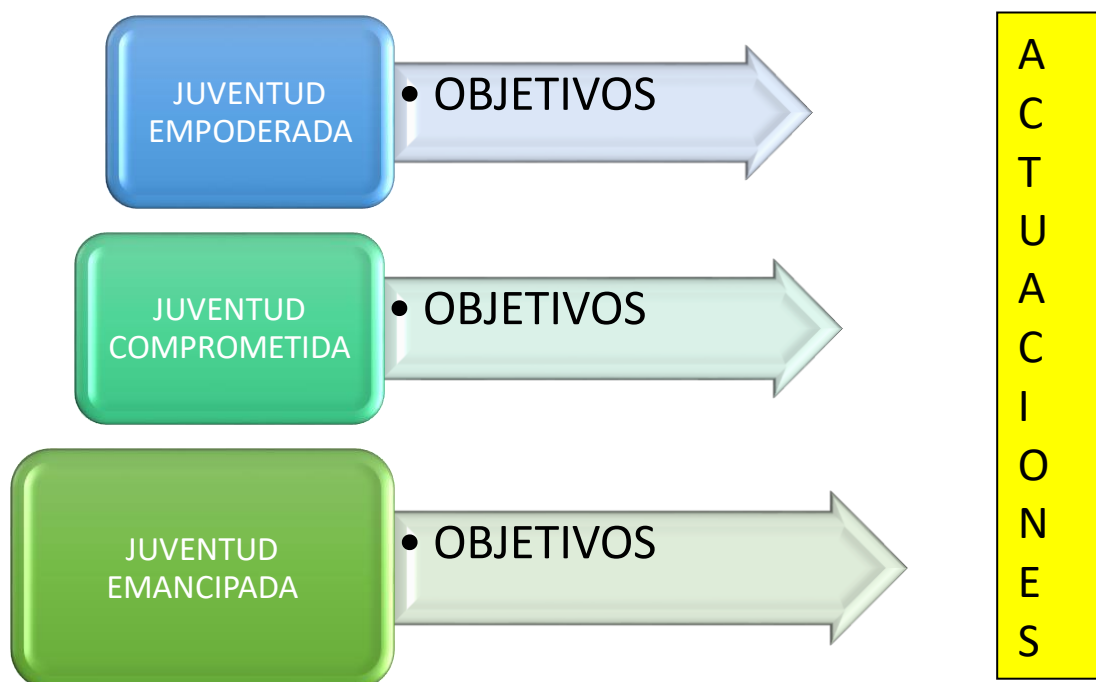 JUVENTUD
EMPODERADA
• OBJETIVOS
JUVENTUD
COMPROMETIDA
• OBJETIVOS
JUVENTUD
EMANCIPADA
• OBJETIVOS
A
C
T
U
A
C
I
O
N
E
S